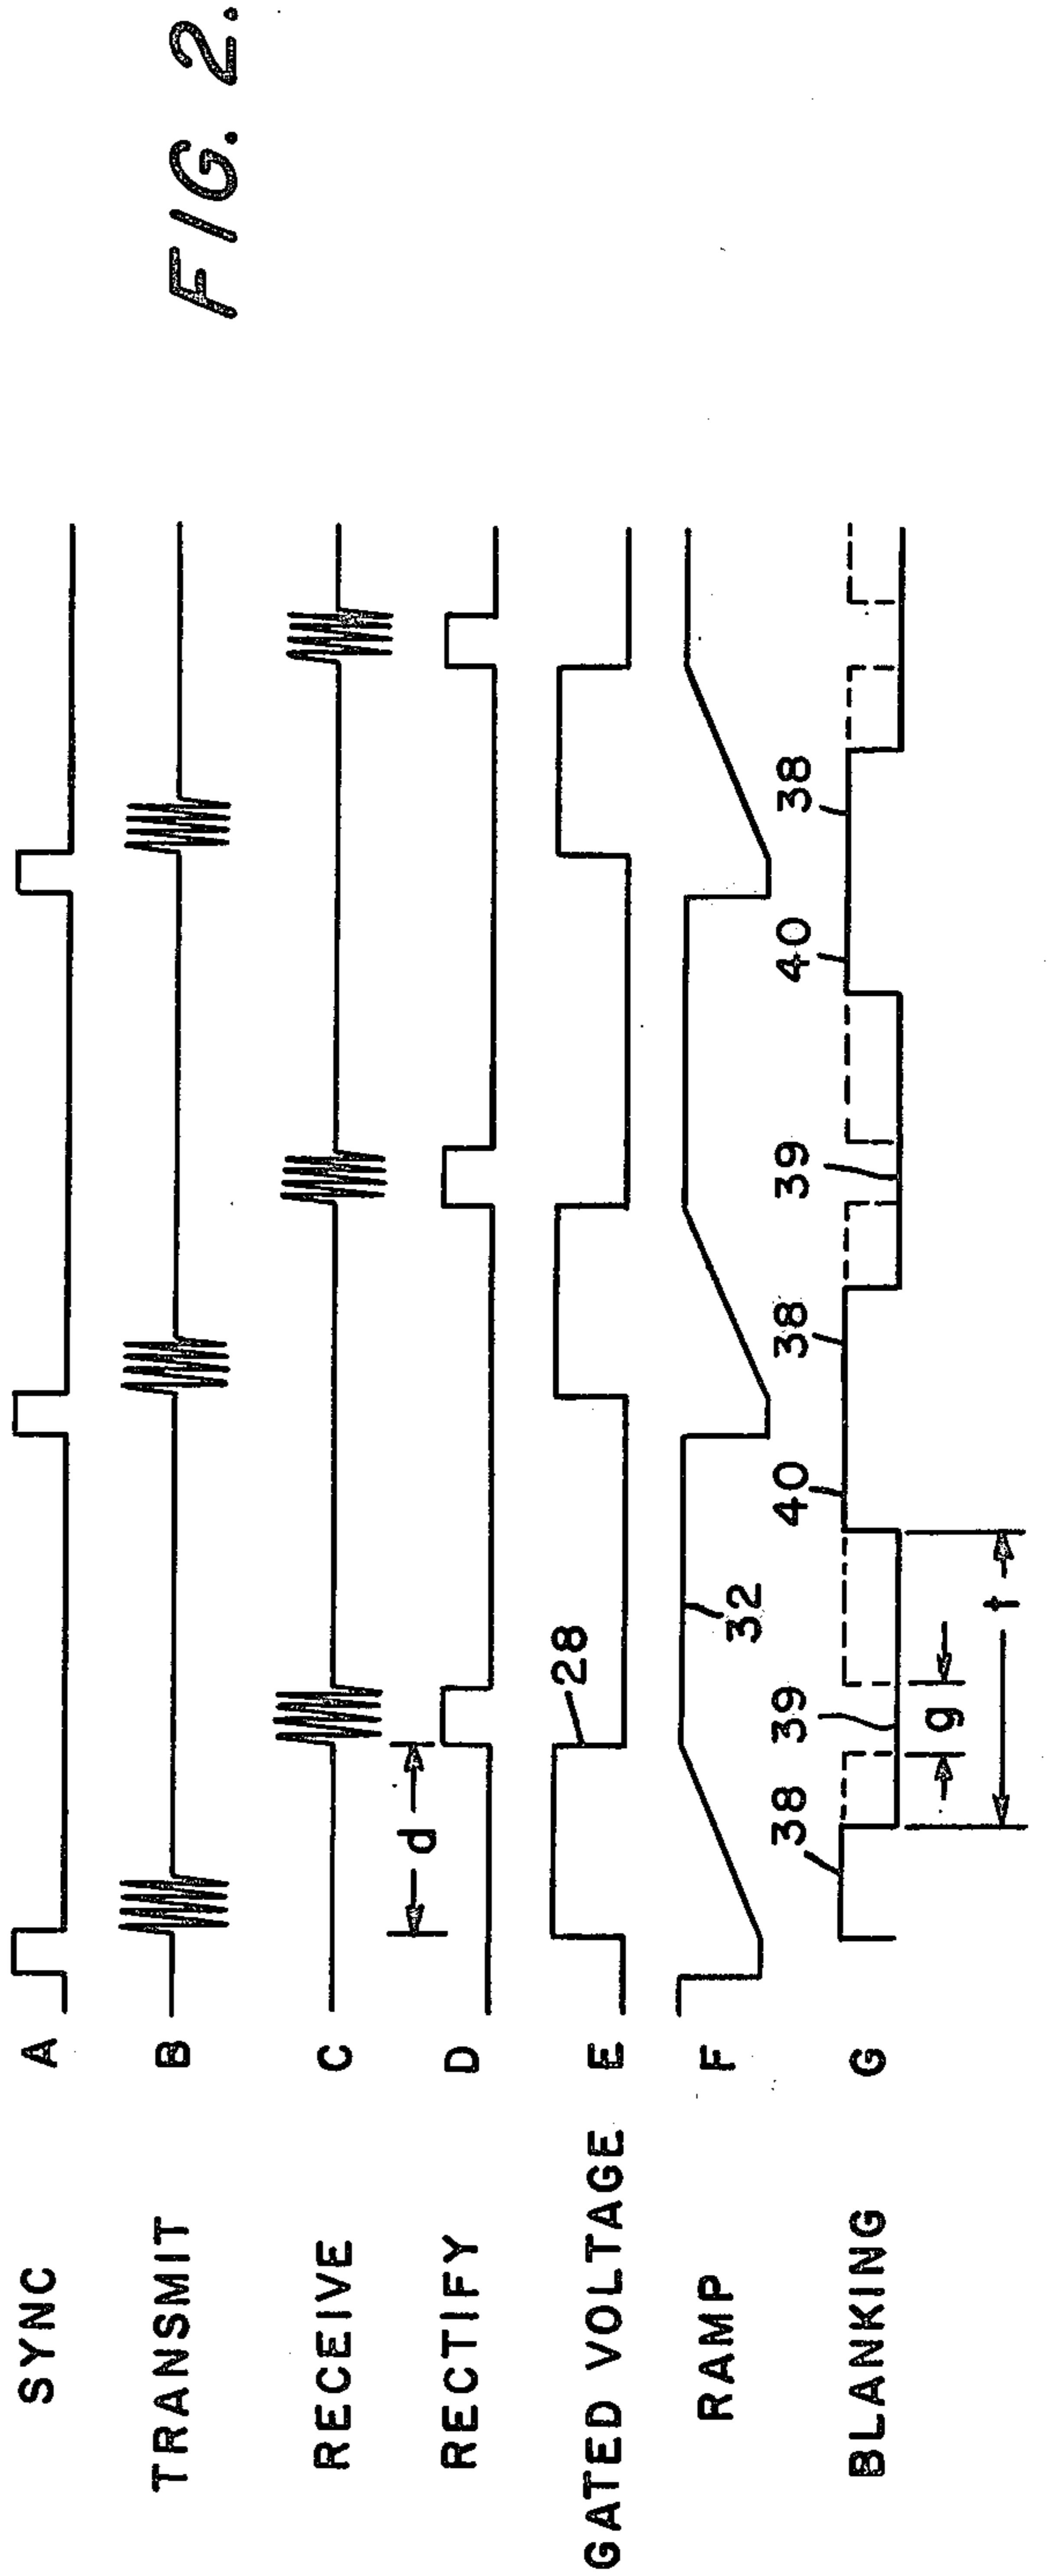 FIG. 2.
SYNC A
TRANSMIT B
RECEIVE C
RECTIFY D
d
GATED VOLTAGE E
28
RAMP F
32
BLANKING G
38 39 40 38 39 40 38
g
t